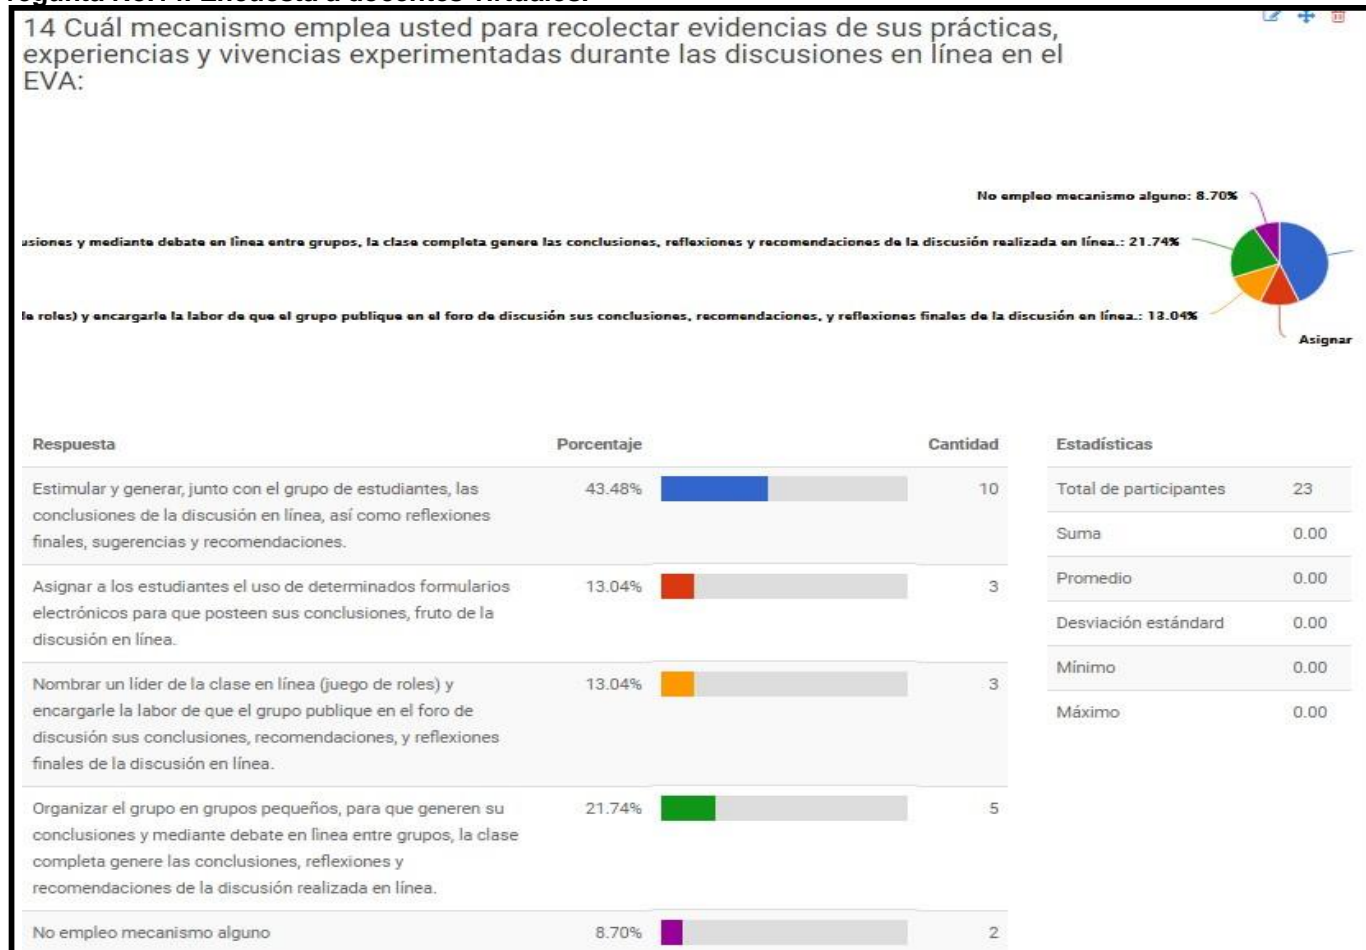 14 Cuál mecanismo emplea usted para recolectar evidencias de sus prácticas,
experiencias y vivencias experimentadas durante las discusiones en línea en el
EVA:
No empleo mecanismo alguno: 8.70%
usiones y mediante debate en lìnea entre grupos, la clase completa genere las conclusiones, reflexiones y recomendaciones de la discusión realizada en línea.: 21.74%
le roles) y encargarle la labor de que el grupo publique en el foro de discusión sus conclusiones, recomendaciones, y reflexiones finales de la discusión en línea.: 13.04%
Asignar
Respuesta Porcentaje Cantidad
Estimular y generar, junto con el grupo de estudiantes, las 43.48% 10
conclusiones de la discusión en línea, así como reflexiones
finales, sugerencias y recomendaciones.
Asignar a los estudiantes el uso de determinados formularios 13.04% 3
electrónicos para que posteen sus conclusiones, fruto de la
discusión en línea.
Nombrar un líder de la clase en línea (juego de roles) y 13.04% 3
encargarle la labor de que el grupo publique en el foro de
discusión sus conclusiones, recomendaciones, y reflexiones
finales de la discusión en línea.
Organizar el grupo en grupos pequeños, para que generen su 21.74% 5
conclusiones y mediante debate en lìnea entre grupos, la clase
completa genere las conclusiones, reflexiones y
recomendaciones de la discusión realizada en línea.
No empleo mecanismo alguno 8.70% 2
Estadísticas
Total de participantes 23
Suma 0.00
Promedio 0.00
Desviación estándard 0.00
Mínimo 0.00
Máximo 0.00